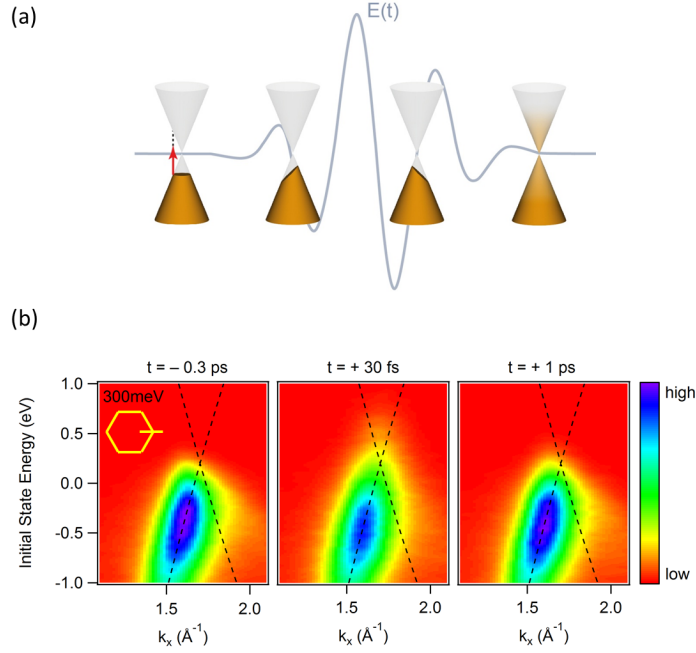 (a)
E(t)
(b)
t = – 0.3 ps
t = + 30 fs
t = + 1 ps
300meV
1.0
0.5
0.0
-0.5
-1.0
Initial State Energy (eV)
high
low
1.5 2.0
1.5 2.0
1.5 2.0
kx (Å-1)
kx (Å-1)
kx (Å-1)